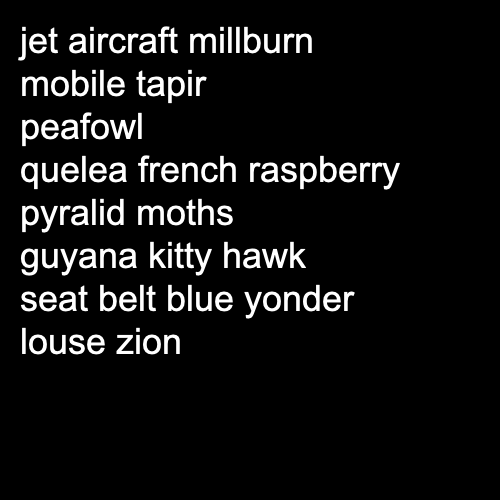 jet aircraft millburn
mobile tapir
peafowl
quelea french raspberry
pyralid moths
guyana kitty hawk
seat belt blue yonder
louse zion